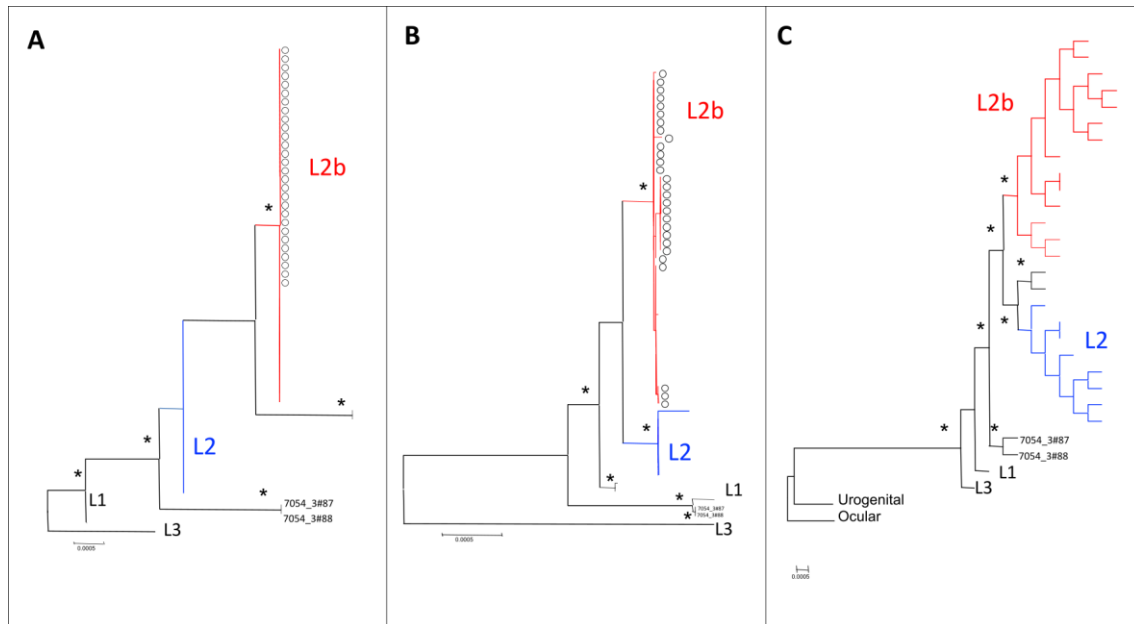 A
*
L2b
*
*
L2
*
*
7054_3#87
7054_3#88
L1
L3
0.0005
B
L2b
*
*
*
L2
*
L1
*
7054_3#87
7054_3#88
*
L3
0.0005
C
L2b
*
*
*
*
*
L2
*
*
7054_3#87
7054_3#88
L1
L3
Urogenital
Ocular
0.0005